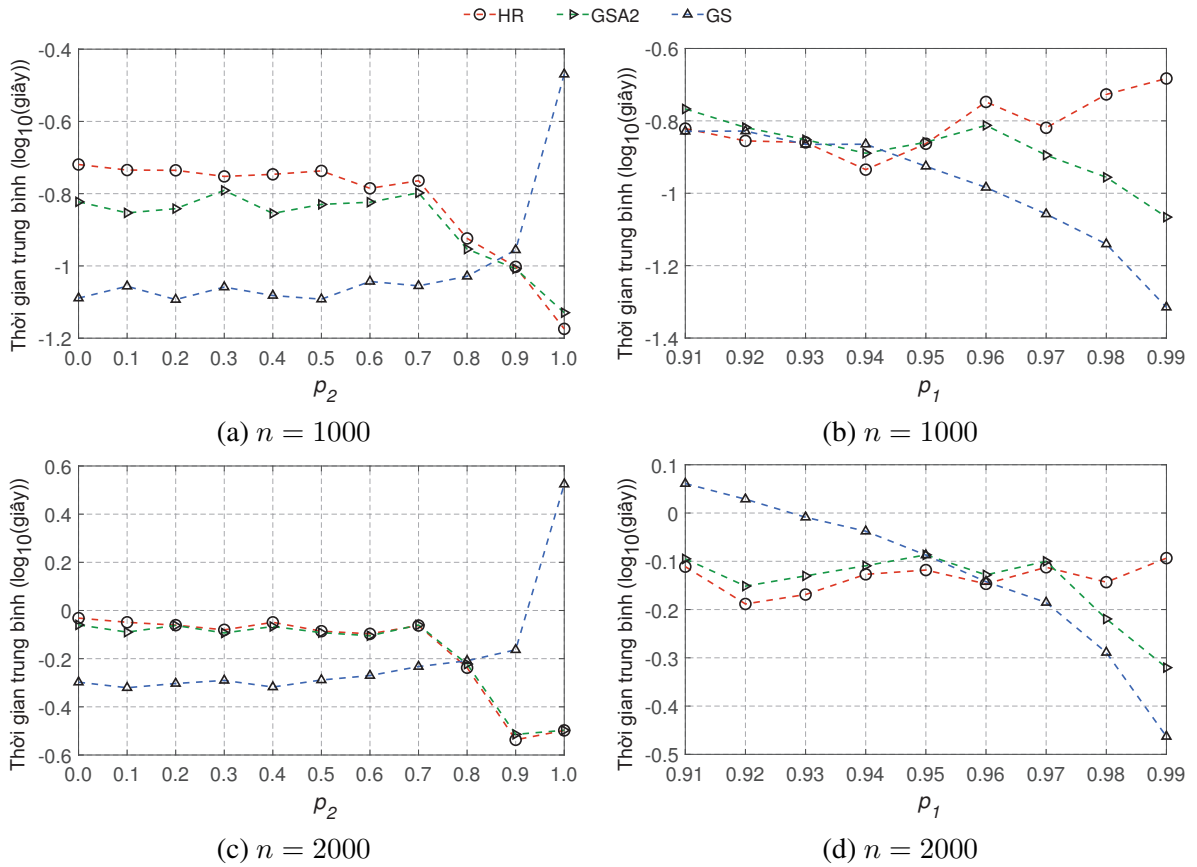 HR GSA2 GS
-0.4
-0.6
-0.8
-1
-1.2
Thời gian trung bình (log10(giây))
0.0 0.1 0.2 0.3 0.4 0.5 0.6 0.7 0.8 0.9 1.0
p2
(a) n = 1000
-0.6
-0.8
-1
-1.2
-1.4
Thời gian trung bình (log10(giây))
0.91 0.92 0.93 0.94 0.95 0.96 0.97 0.98 0.99
p1
(b) n = 1000
0.6
0.4
0.2
0
-0.2
-0.4
-0.6
Thời gian trung bình (log10(giây))
0.0 0.1 0.2 0.3 0.4 0.5 0.6 0.7 0.8 0.9 1.0
p2
(c) n = 2000
0.1
0
-0.1
-0.2
-0.3
-0.4
-0.5
Thời gian trung bình (log10(giây))
0.91 0.92 0.93 0.94 0.95 0.96 0.97 0.98 0.99
p1
(d) n = 2000